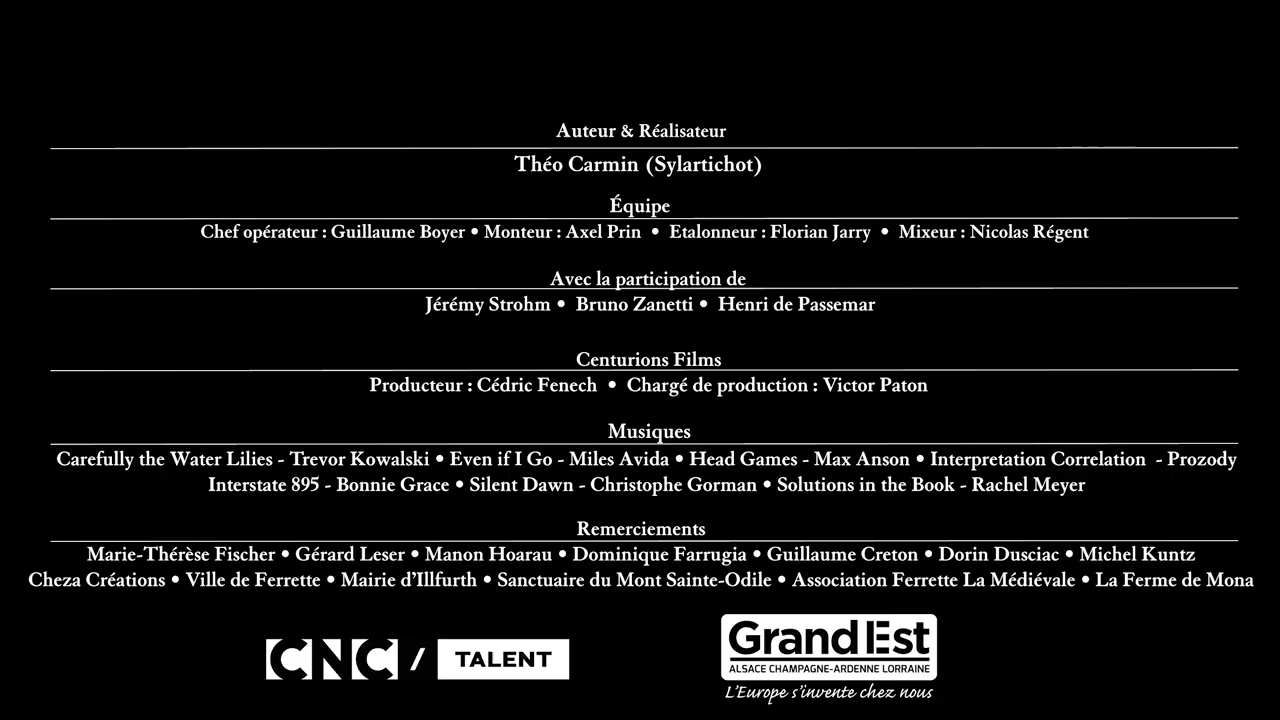 Auteur & Réalisateur
Théo Carmin (Sylartichot)
Équipe
Chef opérateur : Guillaume Boyer • Monteur : Axel Prin • Etalonneur : Florian Jarry • Mixeur : Nicolas Régent
Avec la participation de
Jérémy Strohm • Bruno Zanetti • Henri de Passemar
Centurions Films
Producteur : Cédric Fenech • Chargé de production : Victor Paton
Musiques
Carefully the Water Lilies - Trevor Kowalski • Even if I Go - Miles Avida • Head Games - Max Anson • Interpretation Correlation - Prozody
Interstate 895 - Bonnie Grace • Silent Dawn - Christophe Gorman • Solutions in the Book - Rachel Meyer
Remerciements
Marie-Thérèse Fischer • Gérard Leser • Manon Hoarau • Dominique Farrugia • Guillaume Creton • Dorin Dusciac • Michel Kuntz
Cheza Créations • Ville de Ferrette • Mairie d'Illfurth • Sanctuaire du Mont Sainte-Odile • Association Ferrette La Médiévale • La Ferme de Mona
CNC / TALENT
Grand Est
ALSACE CHAMPAGNE-ARDENNE LORRAINE
L'Europe s'invente chez nous